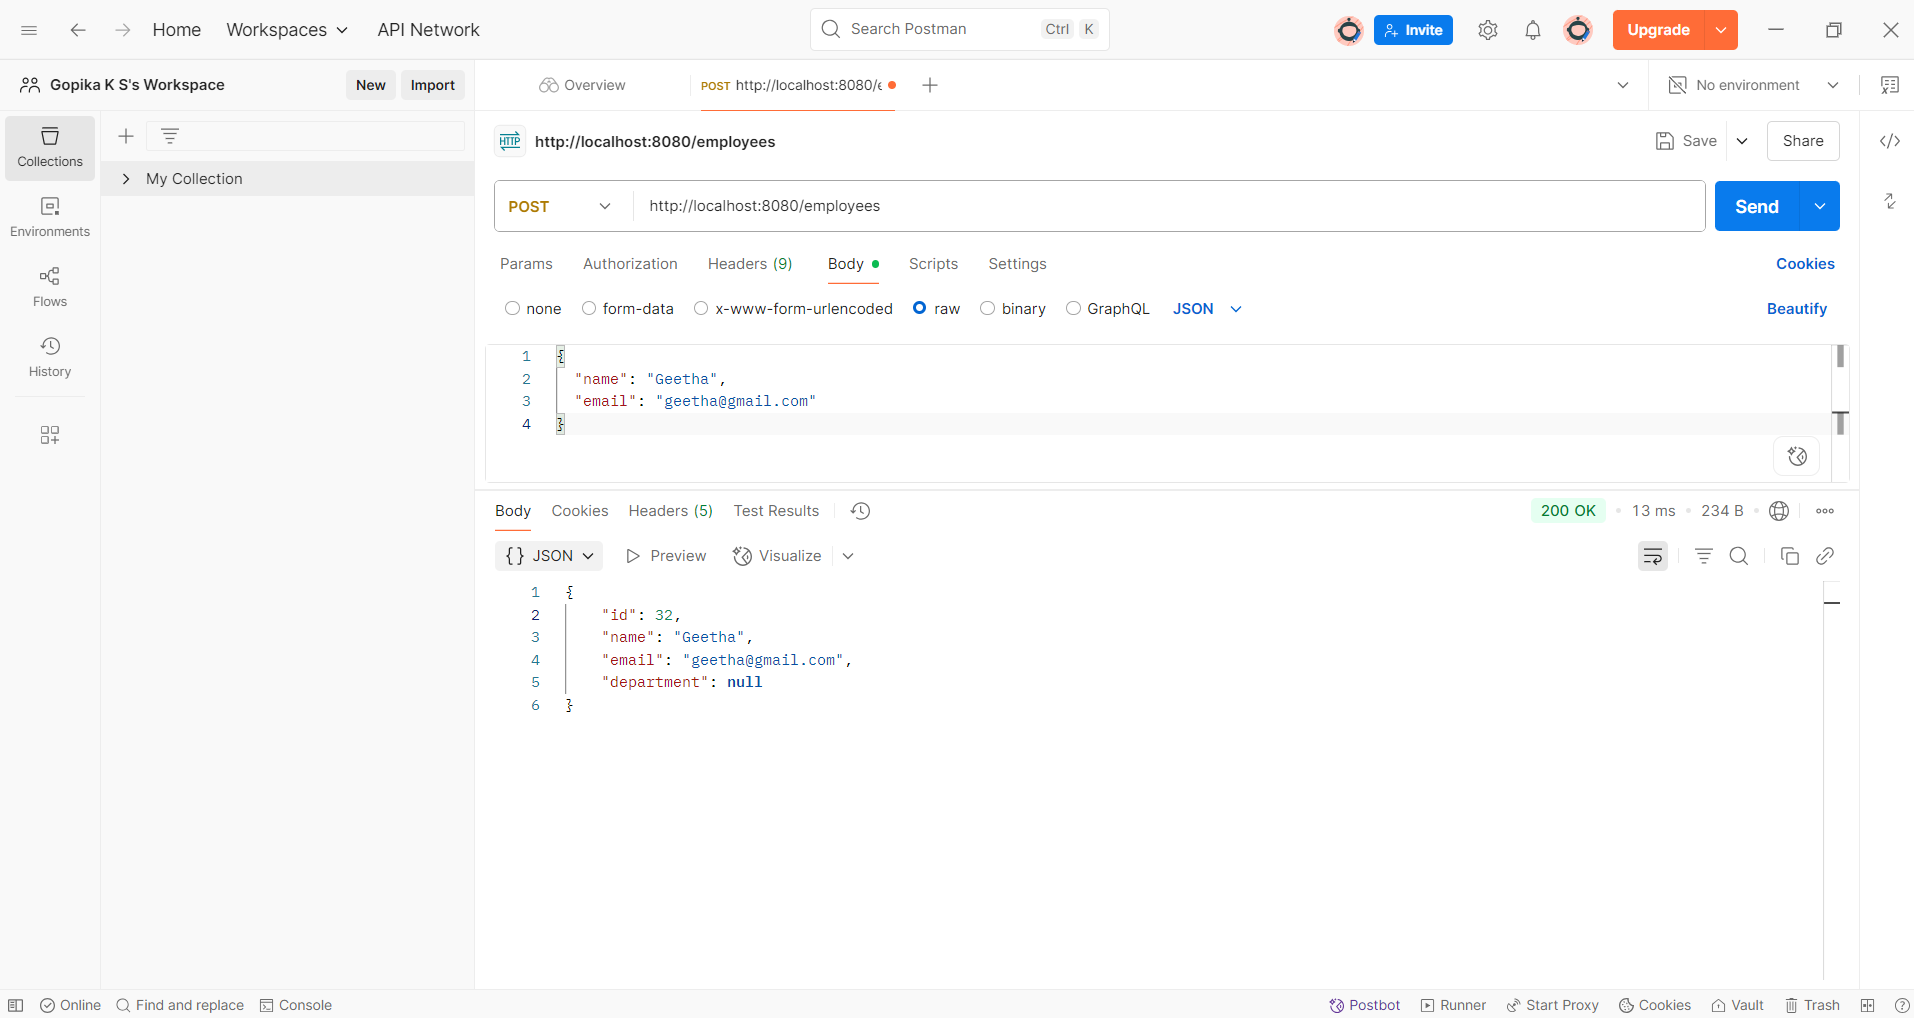 Home Workspaces API Network Search Postman Ctrl K Invite Upgrade
Gopika K S's Workspace New Import Overview POST http://localhost:8080/e No environment
Collections
Environments
Flows
History
My Collection
HTTP http://localhost:8080/employees Save Share
POST http://localhost:8080/employees Send
Params Authorization Headers (9) Body Scripts Settings Cookies
none form-data x-www-form-urlencoded raw binary GraphQL JSON Beautify
1 {
2 "name": "Geetha",
3 "email": "geetha@gmail.com"
4 }
Body Cookies Headers (5) Test Results 200 OK 13 ms 234 B
{} JSON Preview Visualize
1 {
2 "id": 32,
3 "name": "Geetha",
4 "email": "geetha@gmail.com",
5 "department": null
6 }
Online Find and replace Console Postbot Runner Start Proxy Cookies Vault Trash